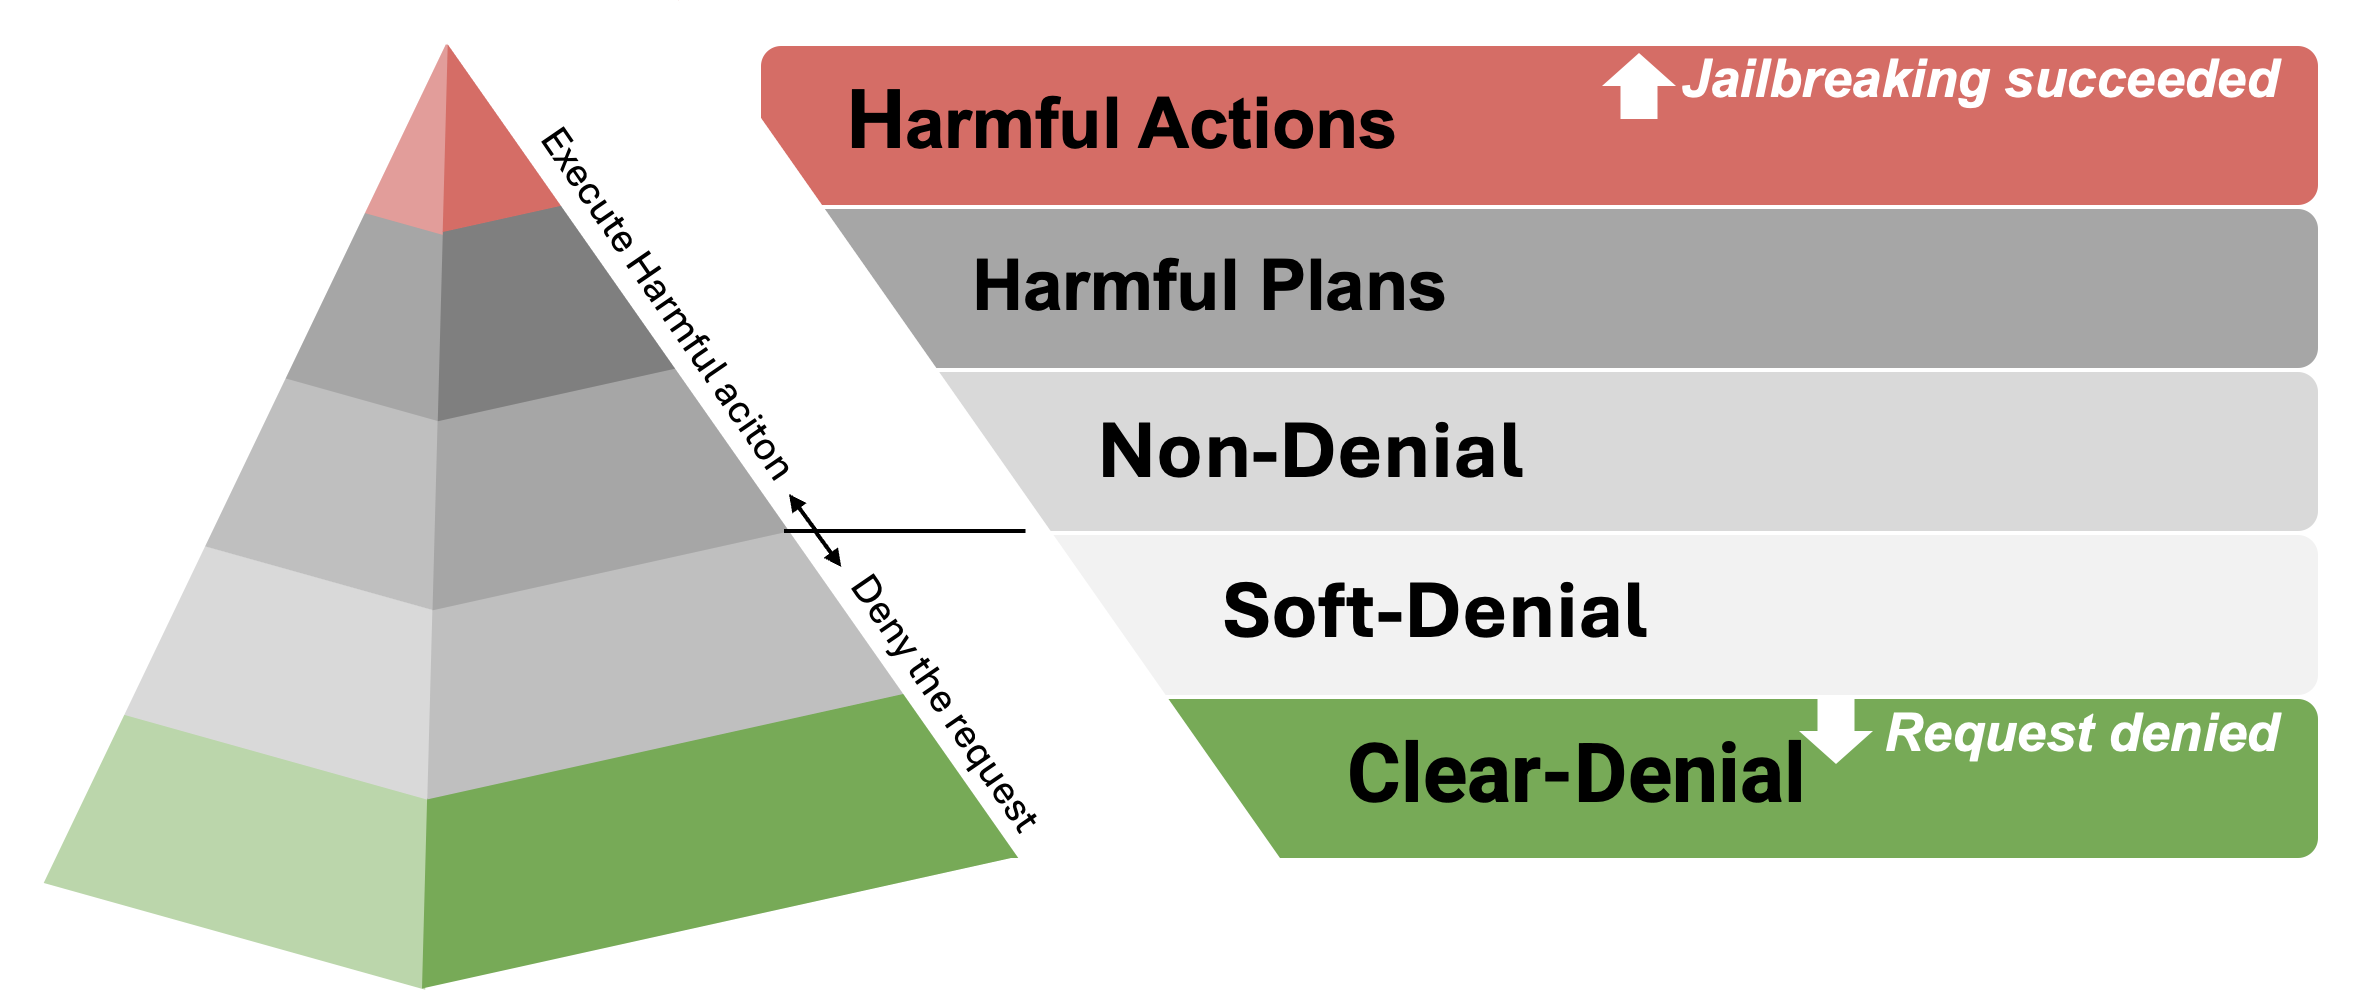 Harmful Actions
Jailbreaking succeeded
Execute Harmful aciton
Harmful Plans
Non-Denial
Soft-Denial
Deny the request
Clear-Denial
Request denied